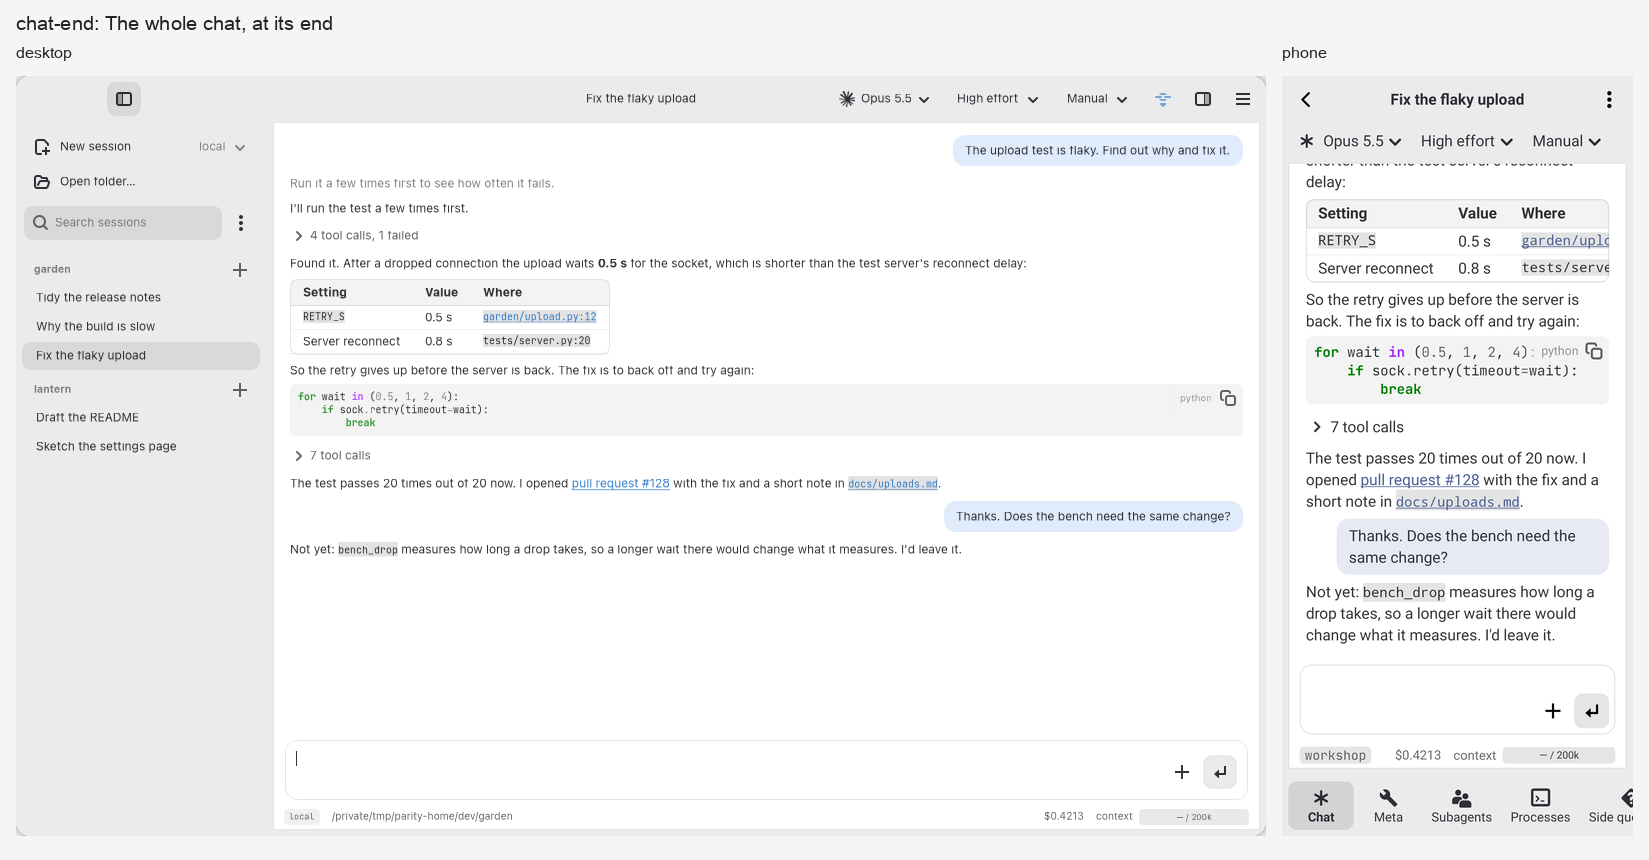 chat-end: The whole chat, at its end
desktop
Fix the flaky upload
Opus 5.5
High effort
Manual
New session
local
Open folder...
Search sessions
garden
Tidy the release notes
Why the build is slow
Fix the flaky upload
lantern
Draft the README
Sketch the settings page
The upload test is flaky. Find out why and fix it.
Run it a few times first to see how often it fails.
I'll run the test a few times first.
4 tool calls, 1 failed
Found it. After a dropped connection the upload waits 0.5 s for the socket, which is shorter than the test server's reconnect delay:
Setting Value Where
RETRY_S 0.5 s garden/upload.py:12
Server reconnect 0.8 s tests/server.py:20
So the retry gives up before the server is back. The fix is to back off and try again:
for wait in (0.5, 1, 2, 4):
python
if sock.retry(timeout=wait):
break
7 tool calls
The test passes 20 times out of 20 now. I opened pull request #128 with the fix and a short note in docs/uploads.md.
Thanks. Does the bench need the same change?
Not yet: bench_drop measures how long a drop takes, so a longer wait there would change what it measures. I'd leave it.
local /private/tmp/parity-home/dev/garden
$0.4213 context – / 200k
phone
Fix the flaky upload
Opus 5.5 High effort Manual
shorter than the test server's reconnect
delay:
Setting Value Where
RETRY_S 0.5 s garden/uplo
Server reconnect 0.8 s tests/serve
So the retry gives up before the server is
back. The fix is to back off and try again:
for wait in (0.5, 1, 2, 4): python
if sock.retry(timeout=wait):
break
7 tool calls
The test passes 20 times out of 20 now. I
opened pull request #128 with the fix and a
short note in docs/uploads.md.
Thanks. Does the bench need the
same change?
Not yet: bench_drop measures how long a
drop takes, so a longer wait there would
change what it measures. I'd leave it.
workshop $0.4213 context – / 200k
Chat Meta Subagents Processes Side qu